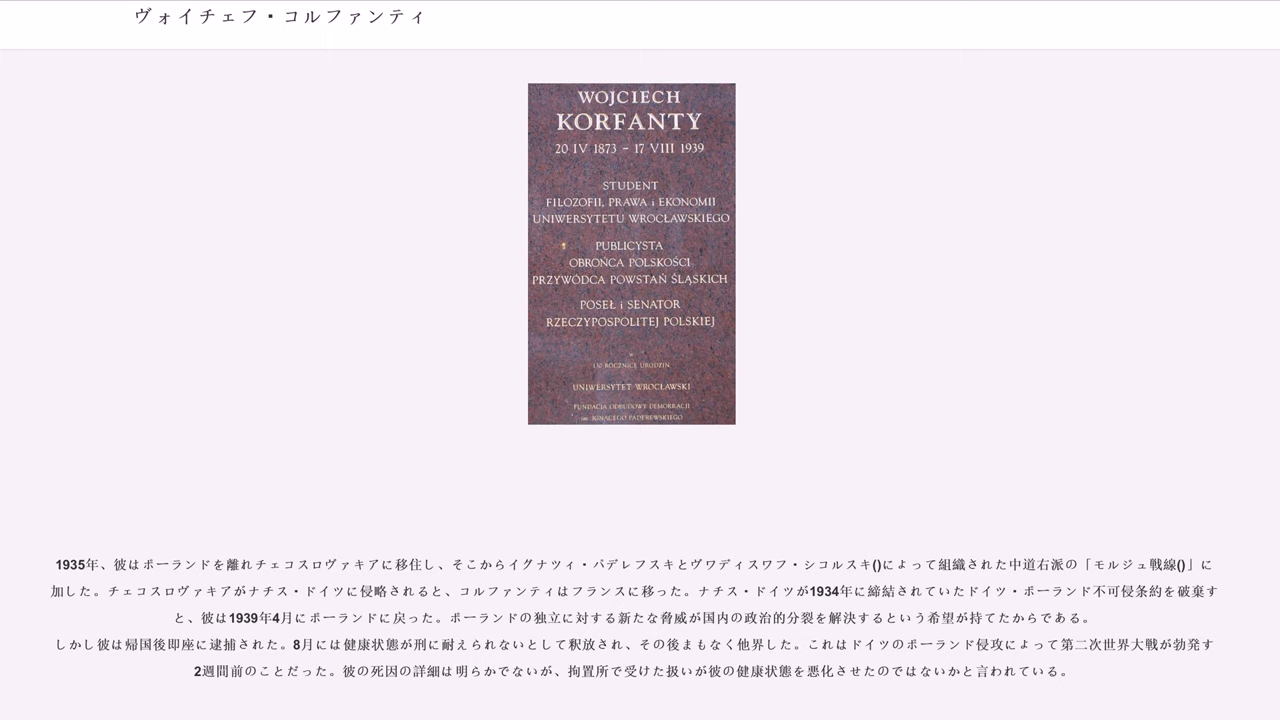 ヴォイチェフ・コルファンティ
WOJCIECH
KORFANTY
20 IV 1873 - 17 VIII 1939
STUDENT
FILOZOFII, PRAWA i EKONOMII
UNIWERSYTETU WROCŁAWSKIEGO
PUBLICYSTA
OBROŃCA POLSKOŚCI
PRZYWÓDCA POWSTAŃ ŚLĄSKICH
POSEŁ i SENATOR
RZECZYPOSPOLITEJ POLSKIEJ
130 ROCZNICĘ URODZIN
UNIWERSYTET WROCŁAWSKI
FUNDACJA ODBUDOWY DEMOKRACJI
im. IGNACEGO PADEREWSKIEGO
1935年、彼はポーランドを離れチェコスロヴァキアに移住し、そこからイグナツィ・パデレフスキとヴワディスワフ・シコルスキ()によって組織された中道右派の「モルジュ戦線()」に
加した。チェコスロヴァキアがナチス・ドイツに侵略されると、コルファンティはフランスに移った。ナチス・ドイツが1934年に締結されていたドイツ・ポーランド不可侵条約を破棄す
と、彼は1939年4月にポーランドに戻った。ポーランドの独立に対する新たな脅威が国内の政治的分裂を解決するという希望が持てたからである。
しかし彼は帰国後即座に逮捕された。8月には健康状態が刑に耐えられないとして釈放され、その後まもなく他界した。これはドイツのポーランド侵攻によって第二次世界大戦が勃発す
2週間前のことだった。彼の死因の詳細は明らかでないが、拘置所で受けた扱いが彼の健康状態を悪化させたのではないかと言われている。